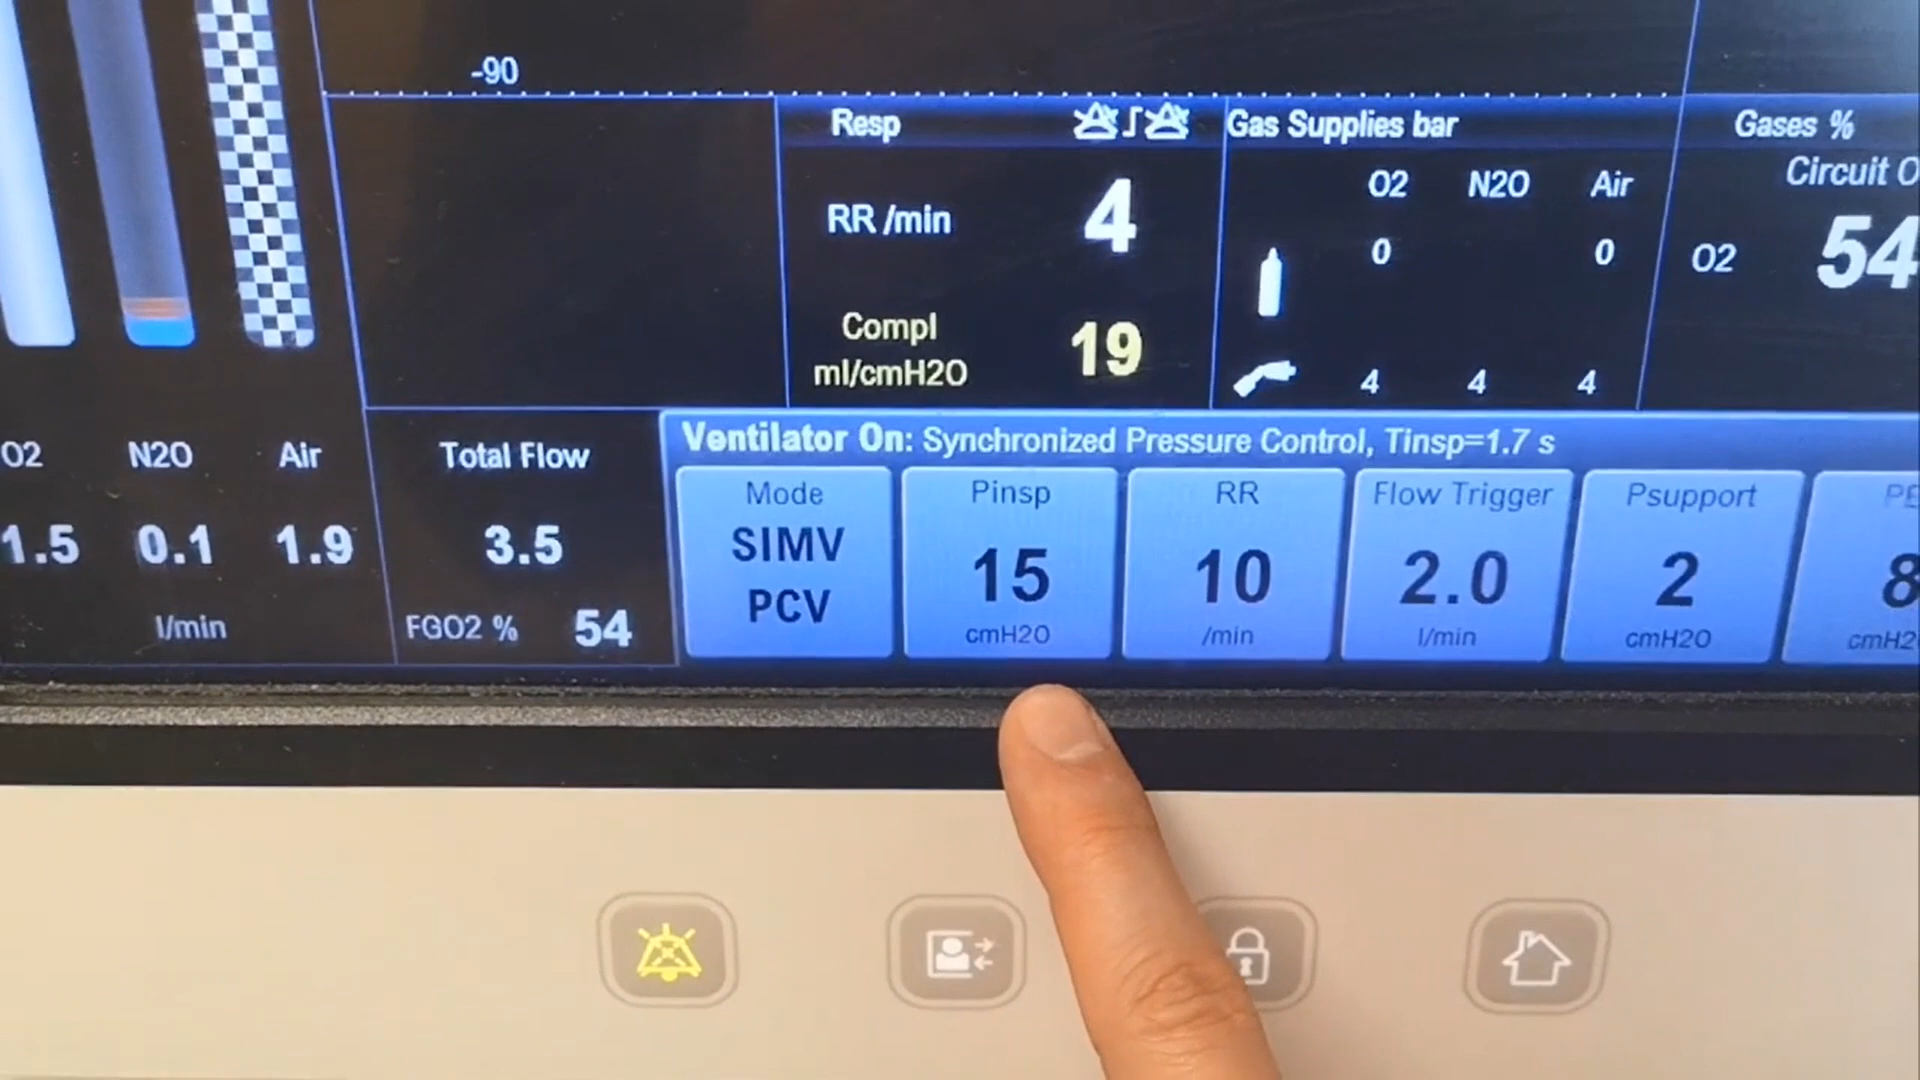 -90
Resp
RR /min 4
Compl
ml/cmH2O 19
Gas Supplies bar
O2 N2O Air
0 0
4 4 4
Gases %
Circuit O
O2 54
O2 N2O Air
1.5 0.1 1.9
l/min
Total Flow
3.5
FGO2 % 54
Ventilator On: Synchronized Pressure Control, Tinsp=1.7 s
Mode
SIMV
PCV
Pinsp
15
cmH2O
RR
10
/min
Flow Trigger
2.0
l/min
Psupport
2
cmH2O
PE
8
cmH2